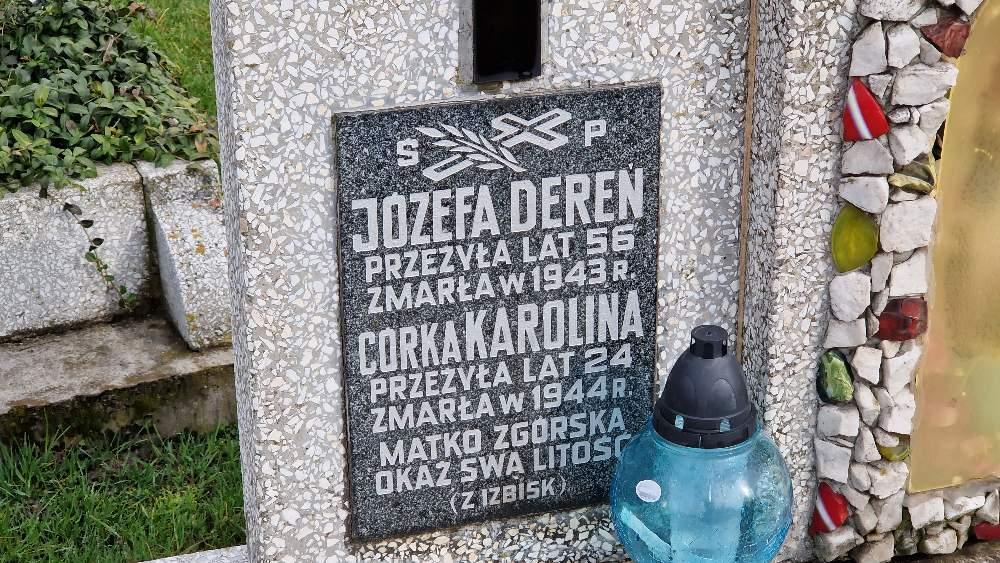 S P
JÓZEFA DEREŃ
PRZEŻYŁA LAT 56
ZMARŁA W 1943 R.
CÓRKA KAROLINA
PRZEŻYŁA LAT 24
ZMARŁA W 1944 R.
MATKO ZGÓRSKA
OKAŻ SWĄ LITOŚĆ
(Z IZBISK)